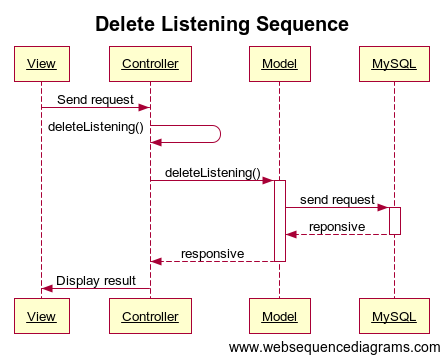 Delete Listening Sequence
View Controller Model MySQL
Send request
deleteListening()
deleteListening()
send request
reponsive
responsive
Display result
View Controller Model MySQL
www.websequencediagrams.com